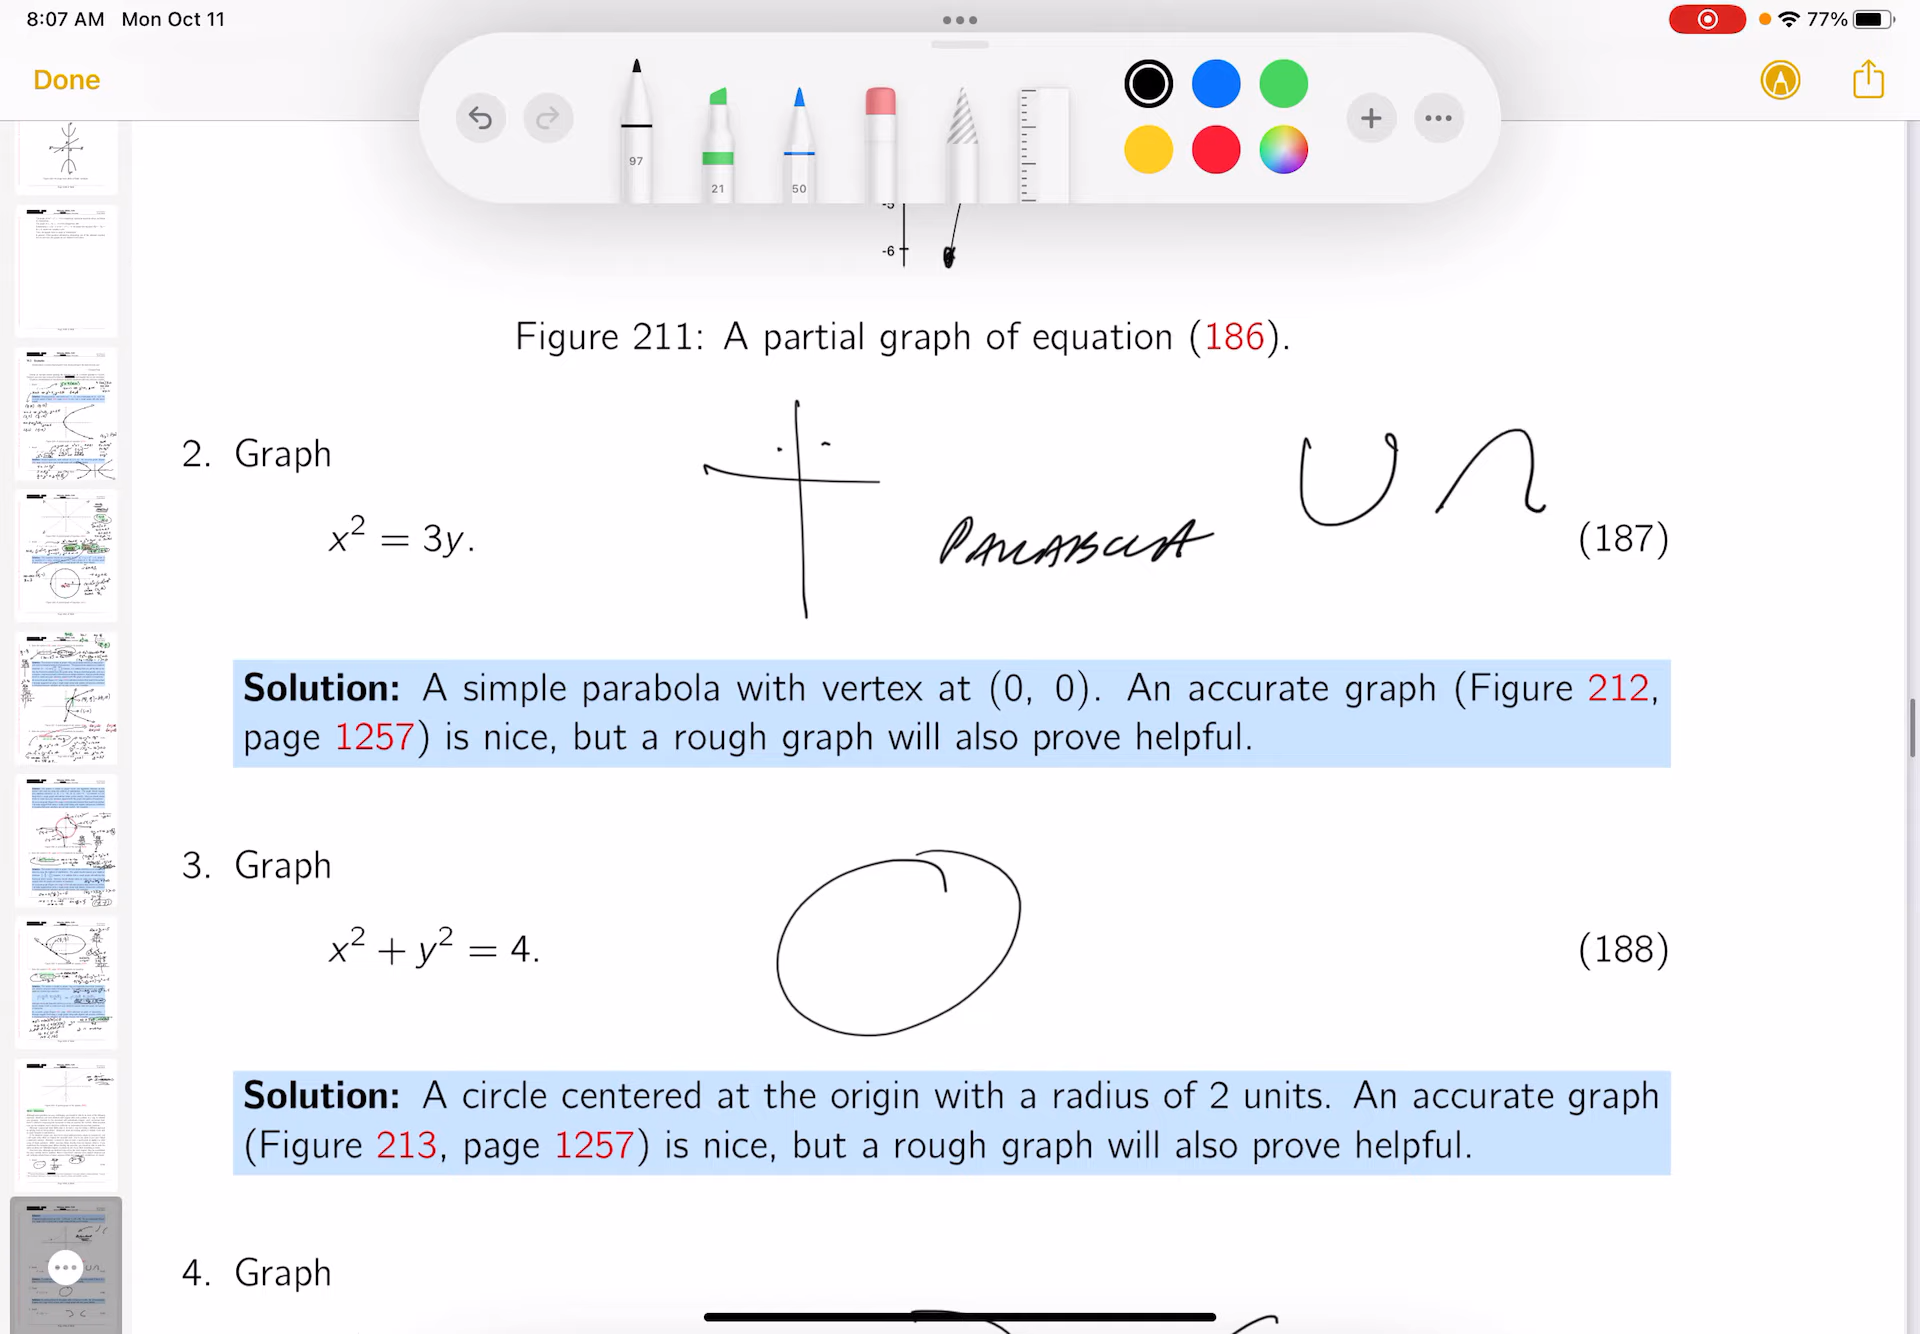 8:07 AM Mon Oct 11
77%
Done
97
21
50
-5
-6
Figure 211: A partial graph of equation (186).
2. Graph
x² = 3y.
PARABOLA
(187)
Solution: A simple parabola with vertex at (0, 0). An accurate graph (Figure 212,
page 1257) is nice, but a rough graph will also prove helpful.
3. Graph
x² + y² = 4.
(188)
Solution: A circle centered at the origin with a radius of 2 units. An accurate graph
(Figure 213, page 1257) is nice, but a rough graph will also prove helpful.
4. Graph